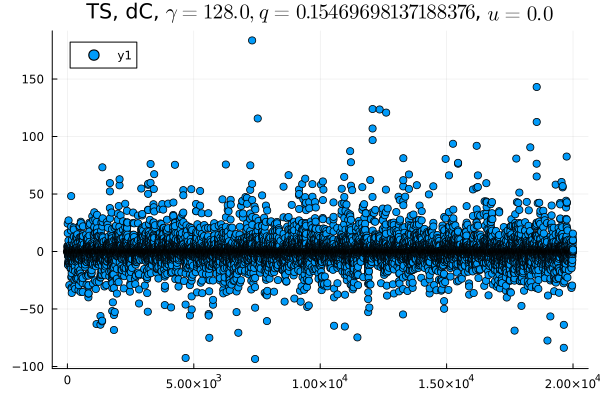 TS, dC, γ = 128.0, q = 0.15469698137188376, u = 0.0
y1
150
100
50
0
−50
−100
0 5.00×10³ 1.00×10⁴ 1.50×10⁴ 2.00×10⁴